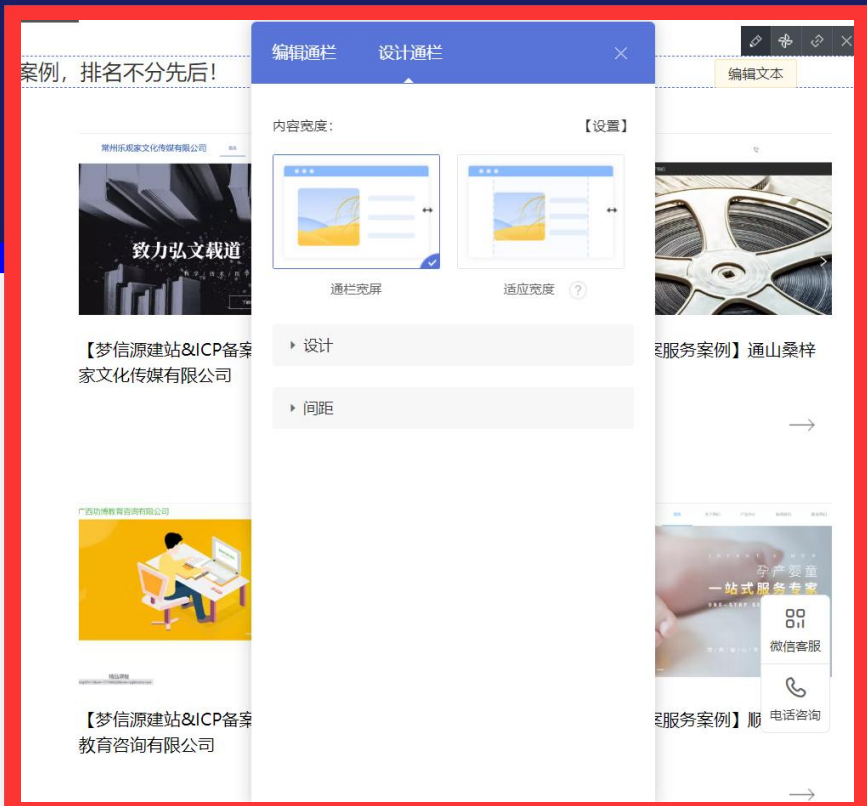 编辑通栏 设计通栏
案例，排名不分先后！
编辑文本
内容宽度：
【设置】
常州乐观家文化传媒有限公司
致力弘文载道
通栏宽屏
适应宽度 ?
设计
【梦信源建站&ICP备案
家文化传媒有限公司
案服务案例】通山桑梓
间距
广西功博教育咨询有限公司
孕产婴童
一站式服务专家
微信客服
电话咨询
【梦信源建站&ICP备案
教育咨询有限公司
案服务案例】顺